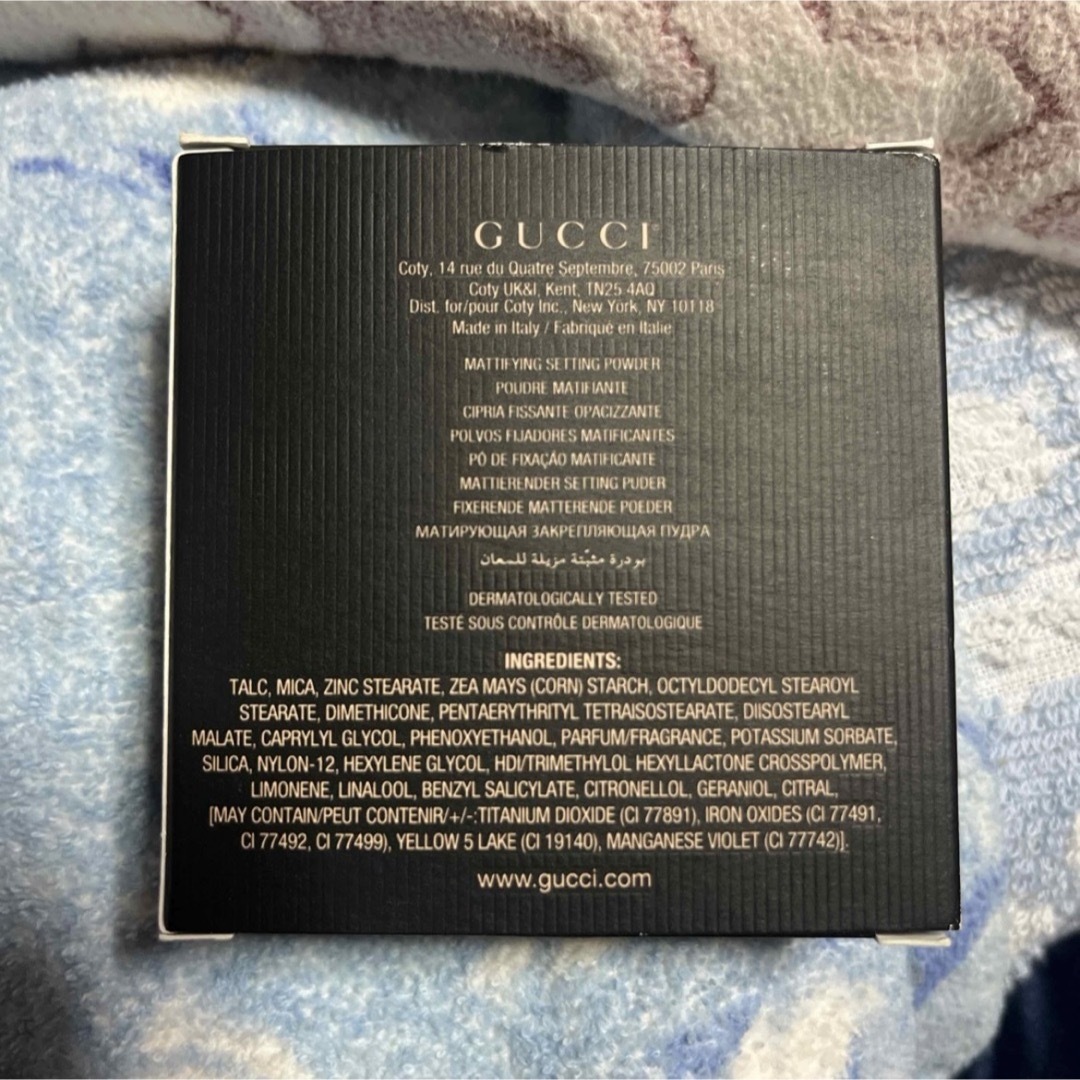 GUCCI
Coty, 14 rue du Quatre Septembre, 75002 Paris
Coty UK&I, Kent, TN25 4AQ
Dist. for/pour Coty Inc., New York, NY 10118
Made in Italy / Fabriqué en Italie
MATTIFYING SETTING POWDER
POUDRE MATIFIANTE
CIPRIA FISSANTE OPACIZZANTE
POLVOS FIJADORES MATIFICANTES
PÓ DE FIXAÇÃO MATIFICANTE
MATTIERENDER SETTING PUDER
FIXERENDE MATTERENDE POEDER
МАТИРУЮЩАЯ ЗАКРЕПЛЯЮЩАЯ ПУДРА
بودرة مثبّتة مزيلة للمعان
DERMATOLOGICALLY TESTED
TESTÉ SOUS CONTRÔLE DERMATOLOGIQUE
INGREDIENTS:
TALC, MICA, ZINC STEARATE, ZEA MAYS (CORN) STARCH, OCTYLDODECYL STEAROYL
STEARATE, DIMETHICONE, PENTAERYTHRITYL TETRAISOSTEARATE, DIISOSTEARYL
MALATE, CAPRYLYL GLYCOL, PHENOXYETHANOL, PARFUM/FRAGRANCE, POTASSIUM SORBATE,
SILICA, NYLON-12, HEXYLENE GLYCOL, HDI/TRIMETHYLOL HEXYLLACTONE CROSSPOLYMER,
LIMONENE, LINALOOL, BENZYL SALICYLATE, CITRONELLOL, GERANIOL, CITRAL.
[MAY CONTAIN/PEUT CONTENIR/+/-:TITANIUM DIOXIDE (CI 77891), IRON OXIDES (CI 77491,
CI 77492, CI 77499), YELLOW 5 LAKE (CI 19140), MANGANESE VIOLET (CI 77742)].
www.gucci.com